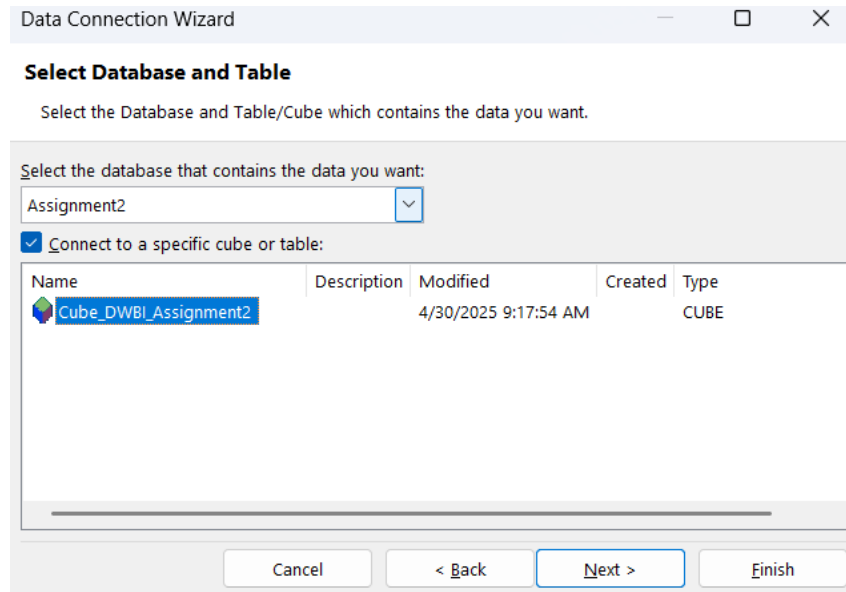 Data Connection Wizard
Select Database and Table
Select the Database and Table/Cube which contains the data you want.
Select the database that contains the data you want:
Assignment2
Connect to a specific cube or table:
Name Description Modified Created Type
Cube_DWBI_Assignment2 4/30/2025 9:17:54 AM CUBE
Cancel < Back Next > Finish